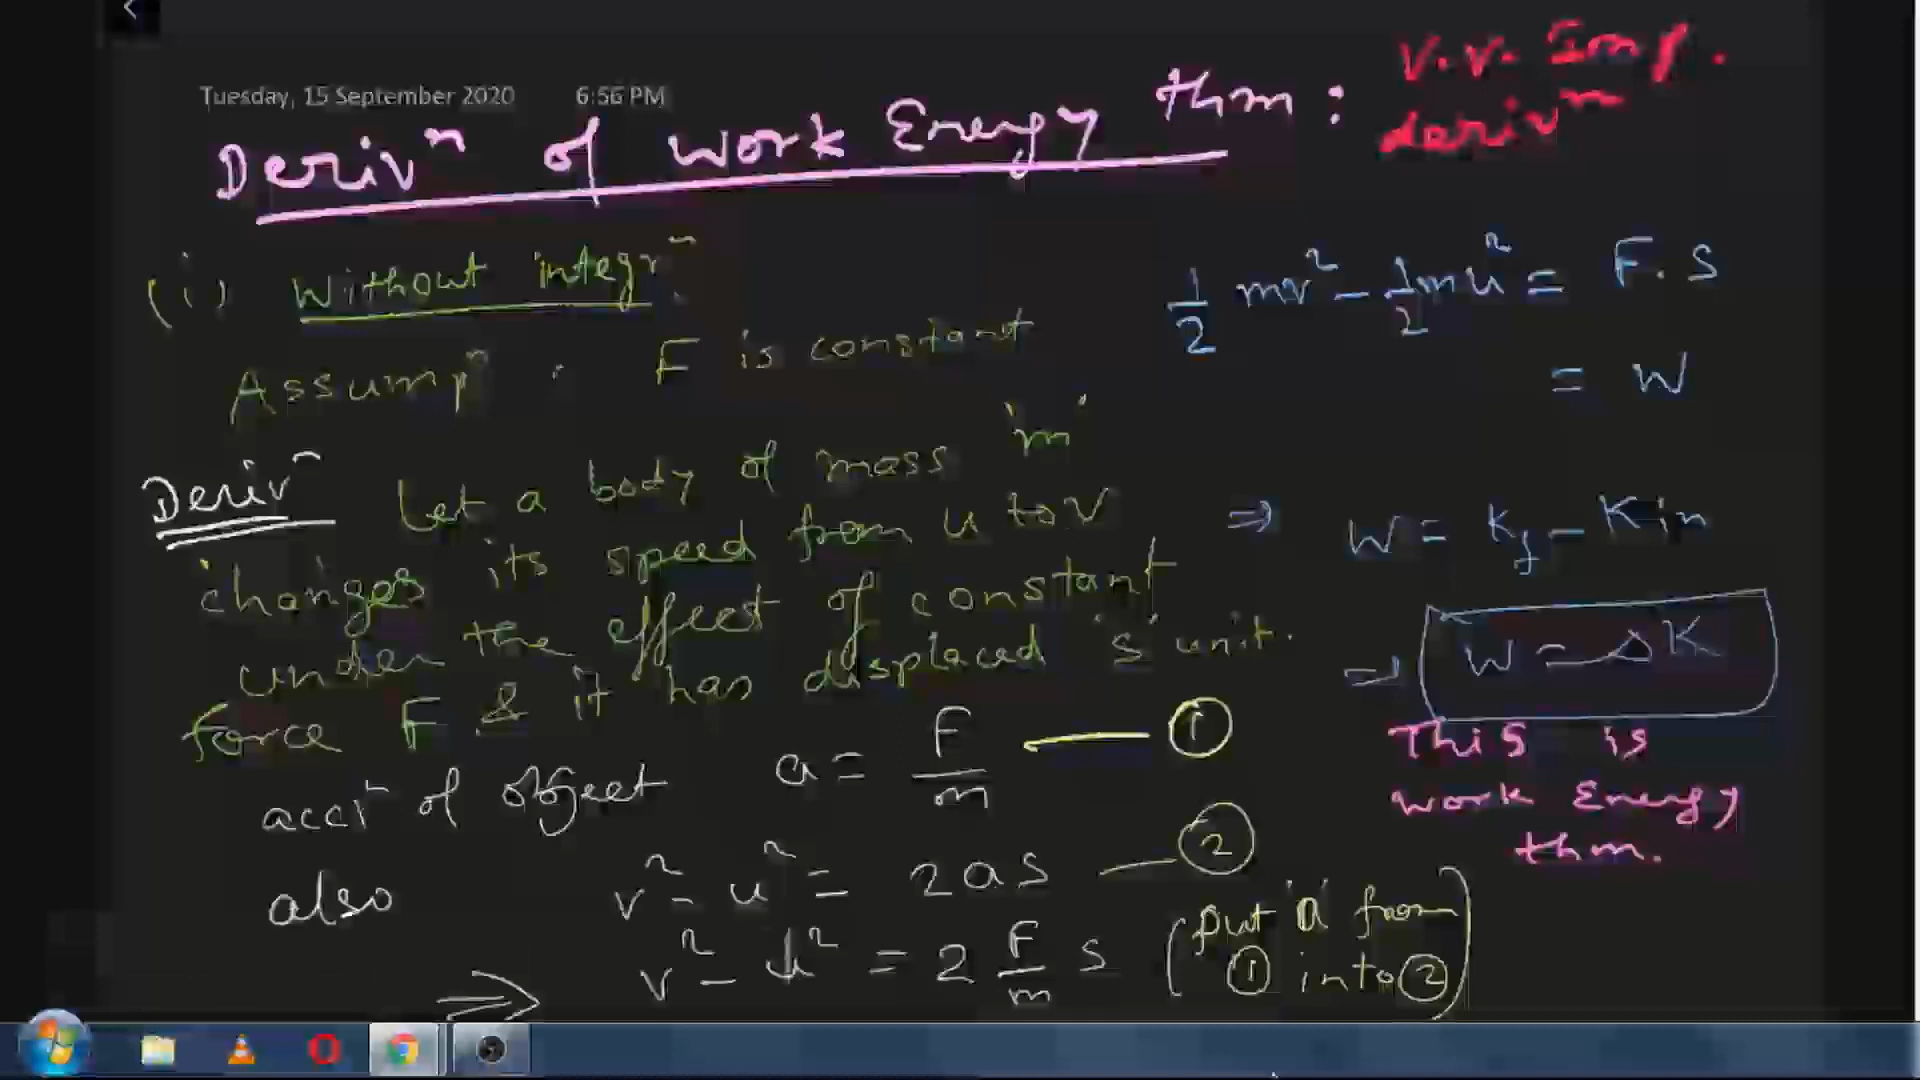 Tuesday, 15 September 2020 6:56 PM
Derivⁿ of Work Energy thm :
V.V. Imp.
derivⁿ
(i) Without integrⁿ.
Assumpⁿ. F is constant
Derivⁿ Let a body of mass 'm'
changes its speed from u to v
under the effect of constant
force F & it has displaced 's' unit.
accⁿ of object a = F/m — ①
also v² - u² = 2as — ②
⇒ v² - u² = 2 F/m s (put 'a' from
① into ②)
1/2 mv² - 1/2 mu² = F.s
= W
⇒ W = Kf - Kin
⇒ W = ΔK
This is
work Energy
thm.